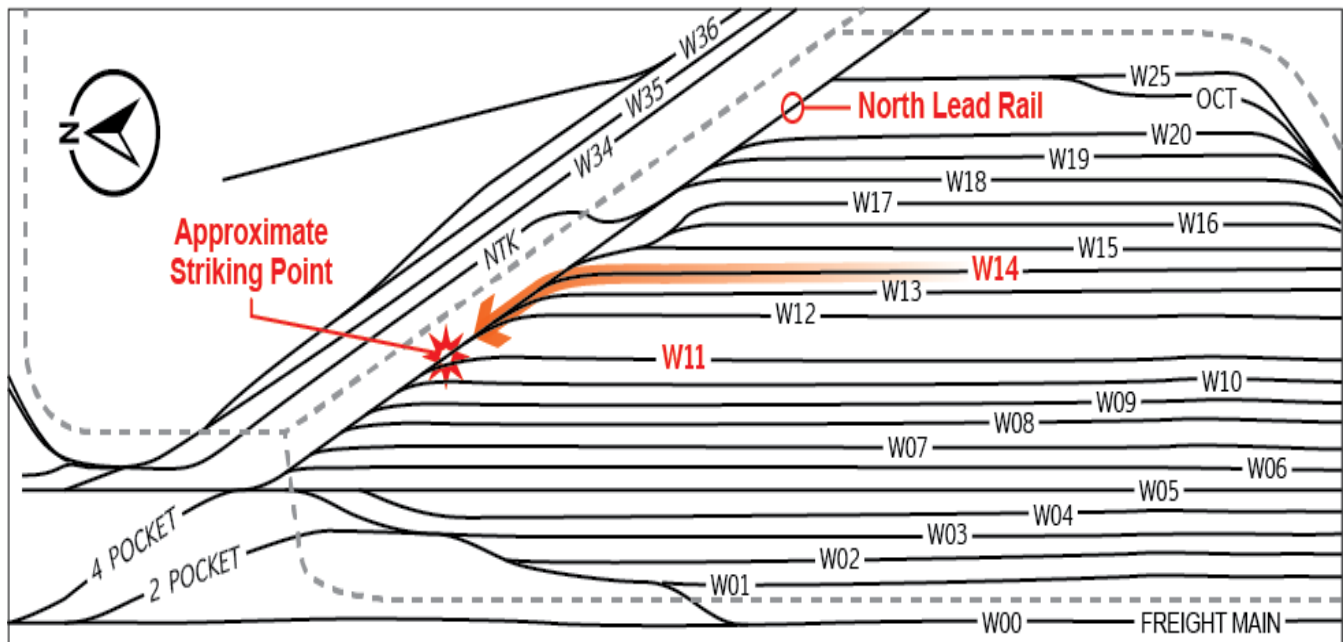 W36
W35
W34
N
W25
OCT
North Lead Rail
W20
W19
W18
W17
W16
Approximate
Striking Point
NTK
W15
W14
W13
W12
W11
W10
W09
W08
W07
W06
W05
W04
4 POCKET
2 POCKET
W03
W02
W01
W00
FREIGHT MAIN